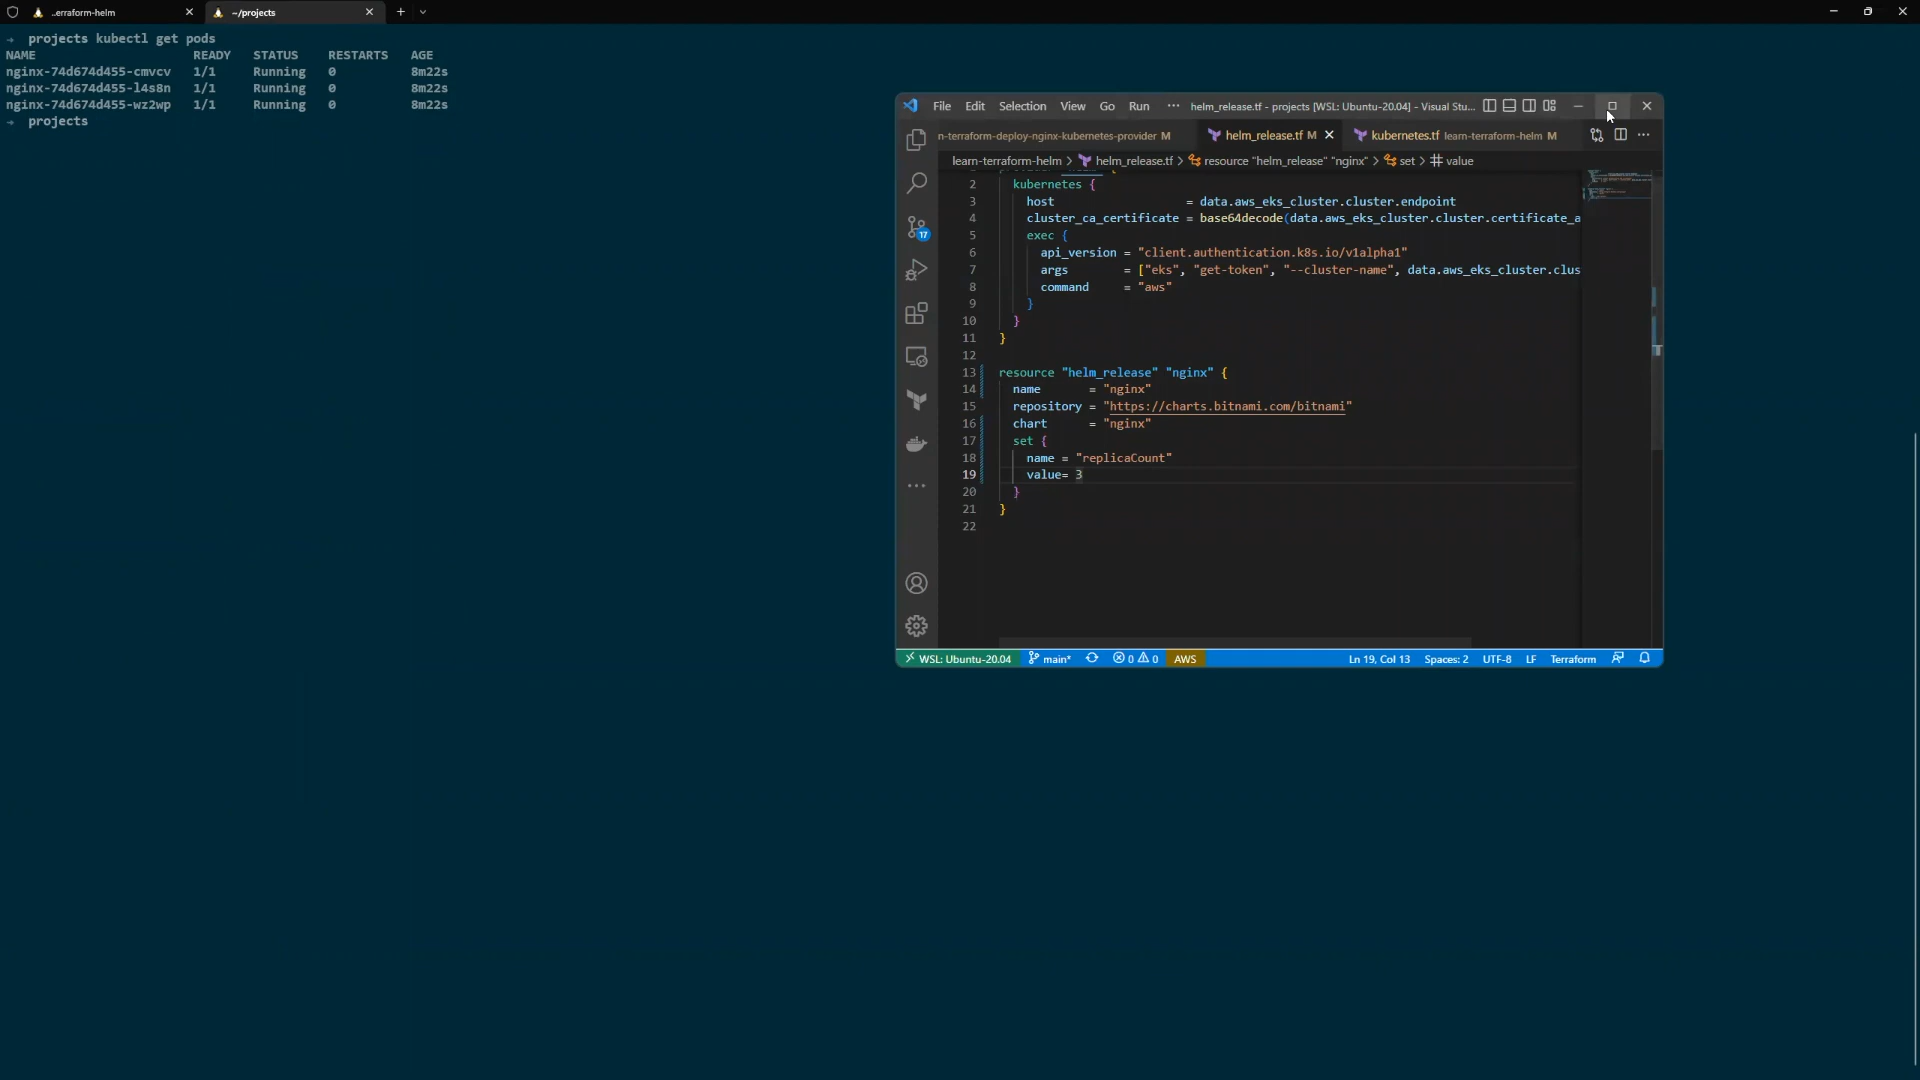 ..erraform-helm
~/projects
→ projects kubectl get pods
NAME READY STATUS RESTARTS AGE
nginx-74d674d455-cmvcv 1/1 Running 0 8m22s
nginx-74d674d455-l4s8n 1/1 Running 0 8m22s
nginx-74d674d455-wz2wp 1/1 Running 0 8m22s
→ projects
File Edit Selection View Go Run ··· helm_release.tf - projects [WSL: Ubuntu-20.04] - Visual Stu...
n-terraform-deploy-nginx-kubernetes-provider M
helm_release.tf M
kubernetes.tf learn-terraform-helm M
learn-terraform-helm > helm_release.tf > resource "helm_release" "nginx" > set > value
17
2 kubernetes {
3 host = data.aws_eks_cluster.cluster.endpoint
4 cluster_ca_certificate = base64decode(data.aws_eks_cluster.cluster.certificate_a
5 exec {
6 api_version = "client.authentication.k8s.io/v1alpha1"
7 args = ["eks", "get-token", "--cluster-name", data.aws_eks_cluster.clus
8 command = "aws"
9 }
10 }
11 }
12
13 resource "helm_release" "nginx" {
14 name = "nginx"
15 repository = "https://charts.bitnami.com/bitnami"
16 chart = "nginx"
17 set {
18 name = "replicaCount"
19 value= 3
20 }
21 }
22
WSL: Ubuntu-20.04 main* 0 0 AWS Ln 19, Col 13 Spaces: 2 UTF-8 LF Terraform